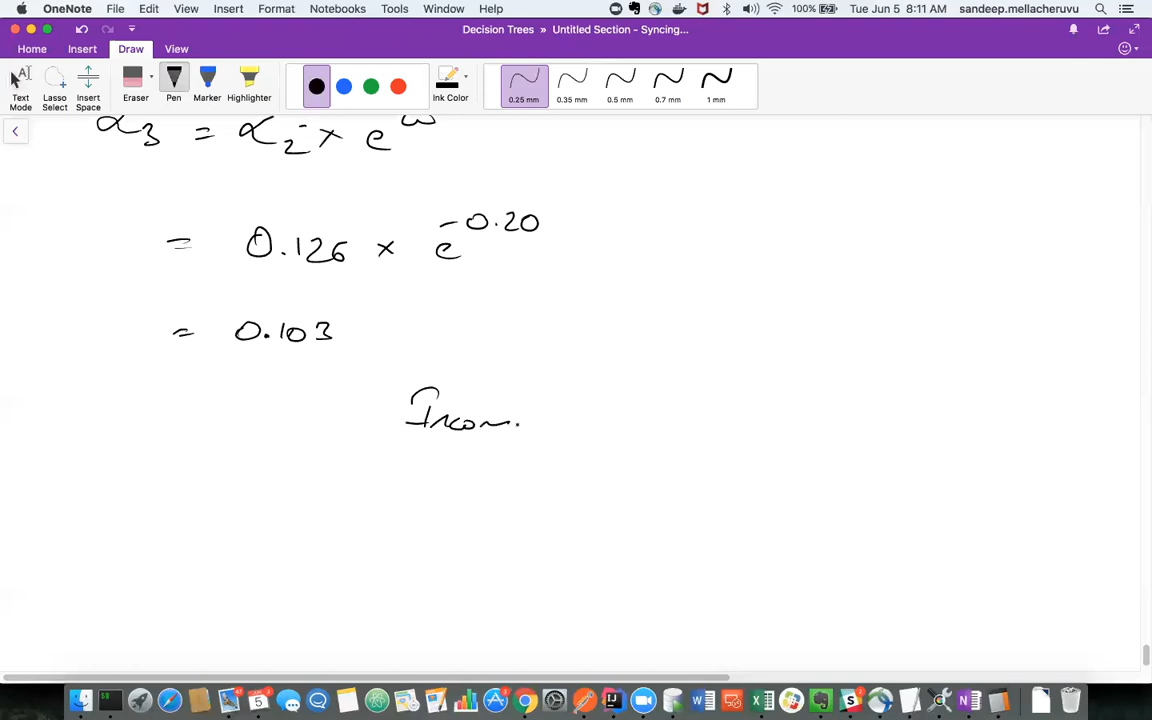 OneNote File Edit View Insert Format Notebooks Tools Window Help 100% Tue Jun 5 8:11 AM sandeep.mellacheruvu
Decision Trees » Untitled Section - Syncing...
Home Insert Draw View
Text Mode Lasso Select Insert Space Eraser Pen Marker Highlighter Ink Color 0.25 mm 0.35 mm 0.5 mm 0.7 mm 1 mm
α3 = α2 × e^ω
= 0.126 × e^-0.20
= 0.103
Incom.